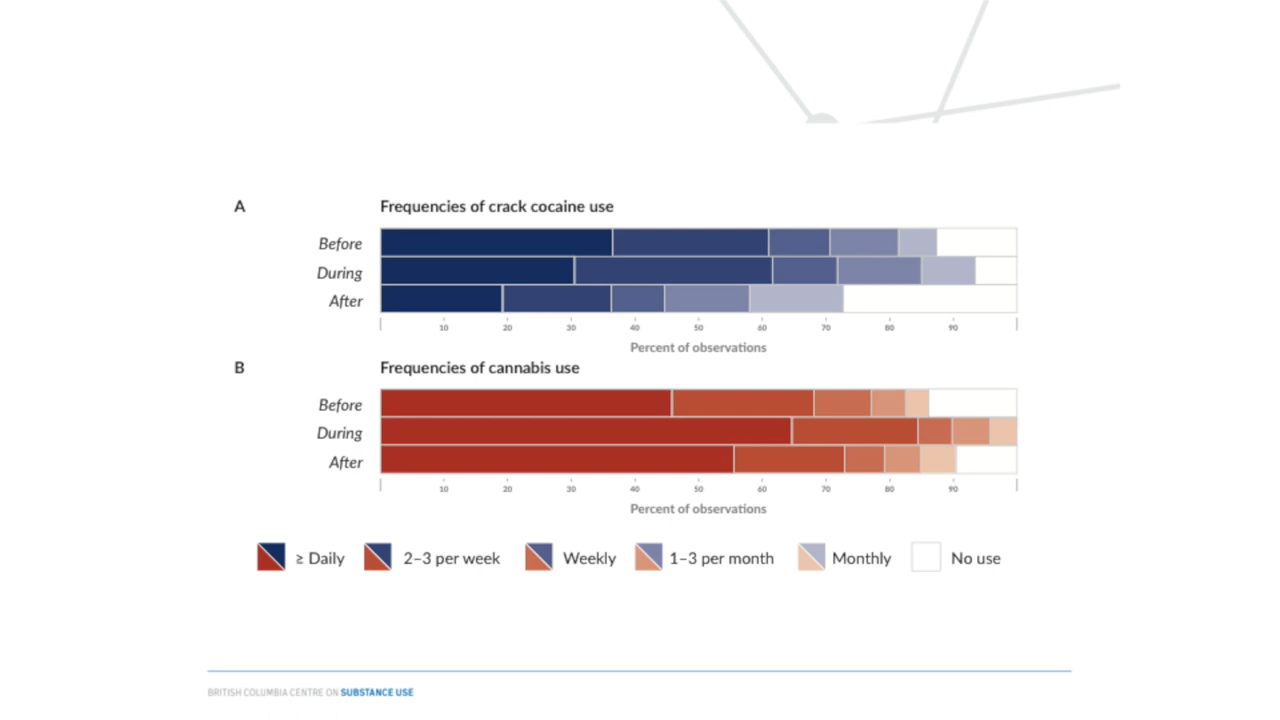 A Frequencies of crack cocaine use
Before
During
After
10 20 30 40 50 60 70 80 90
Percent of observations
B Frequencies of cannabis use
Before
During
After
10 20 30 40 50 60 70 80 90
Percent of observations
≥ Daily 2–3 per week Weekly 1–3 per month Monthly No use
BRITISH COLUMBIA CENTRE ON SUBSTANCE USE